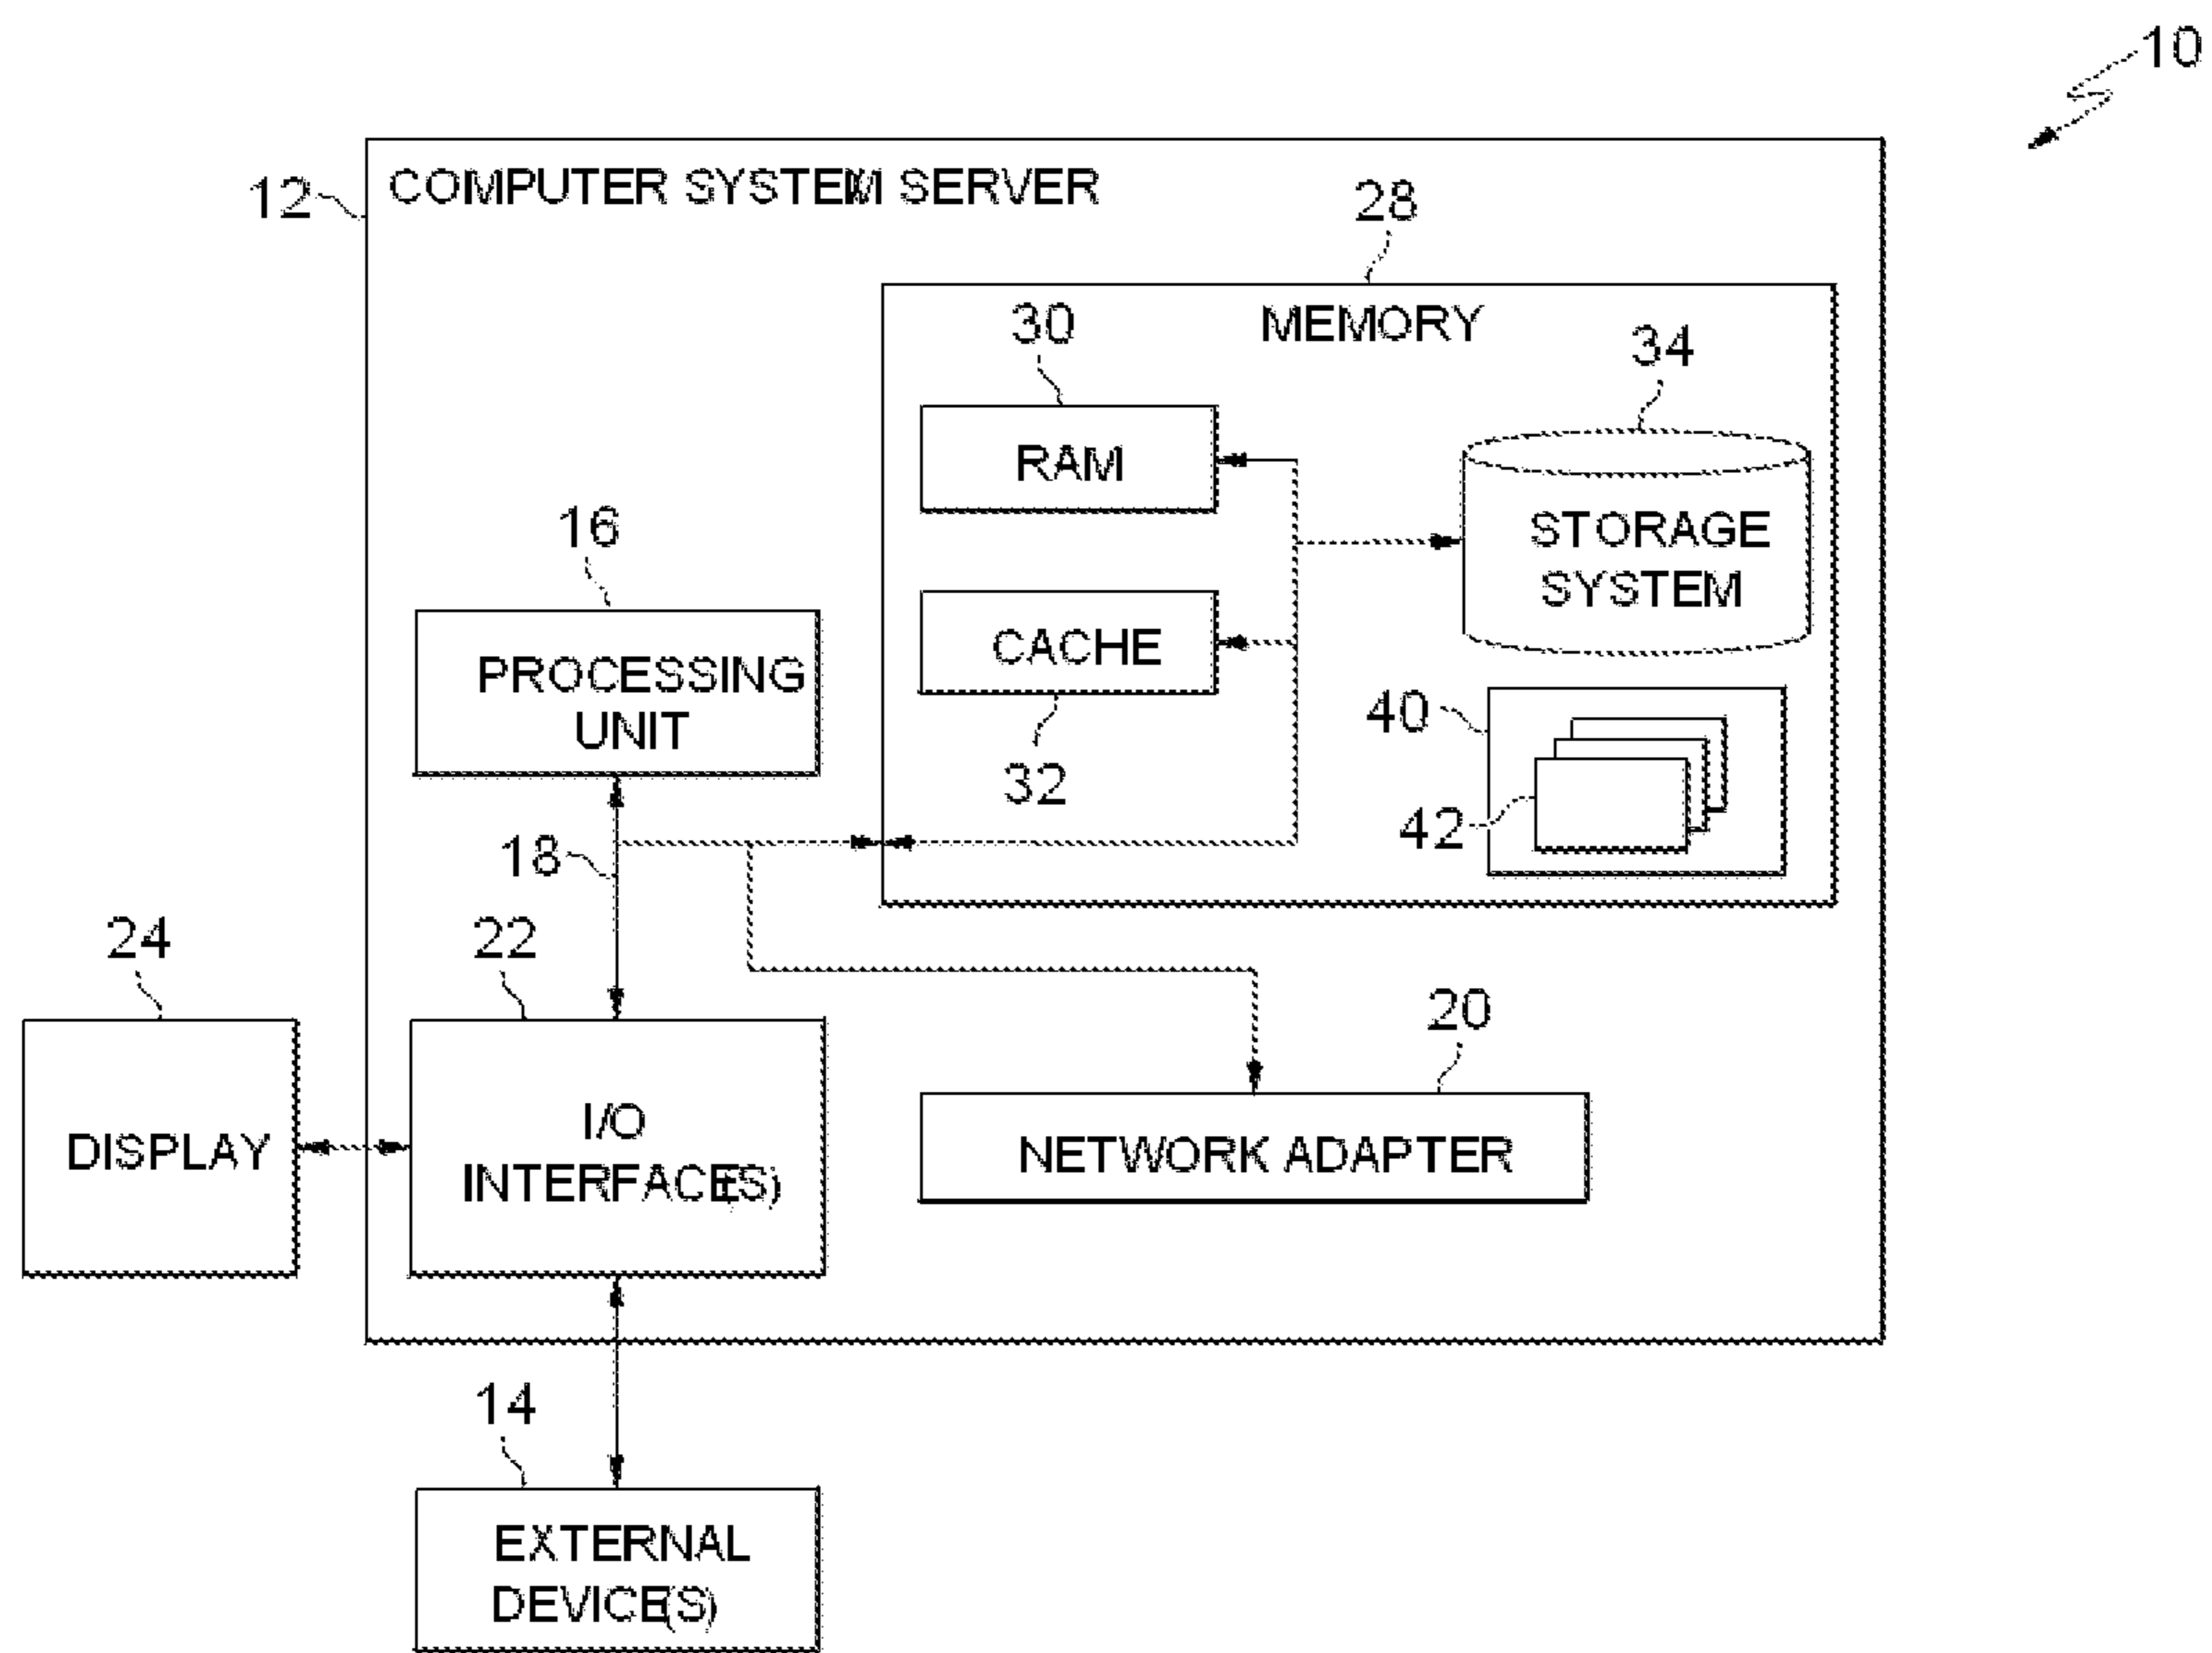 10
12
COMPUTER SYSTEM SERVER
28
MEMORY
30
34
RAM
STORAGE
SYSTEM
16
PROCESSING
UNIT
CACHE
32
40
42
18
24
22
20
DISPLAY
I/O
INTERFACE(S)
NETWORK ADAPTER
14
EXTERNAL
DEVICE(S)